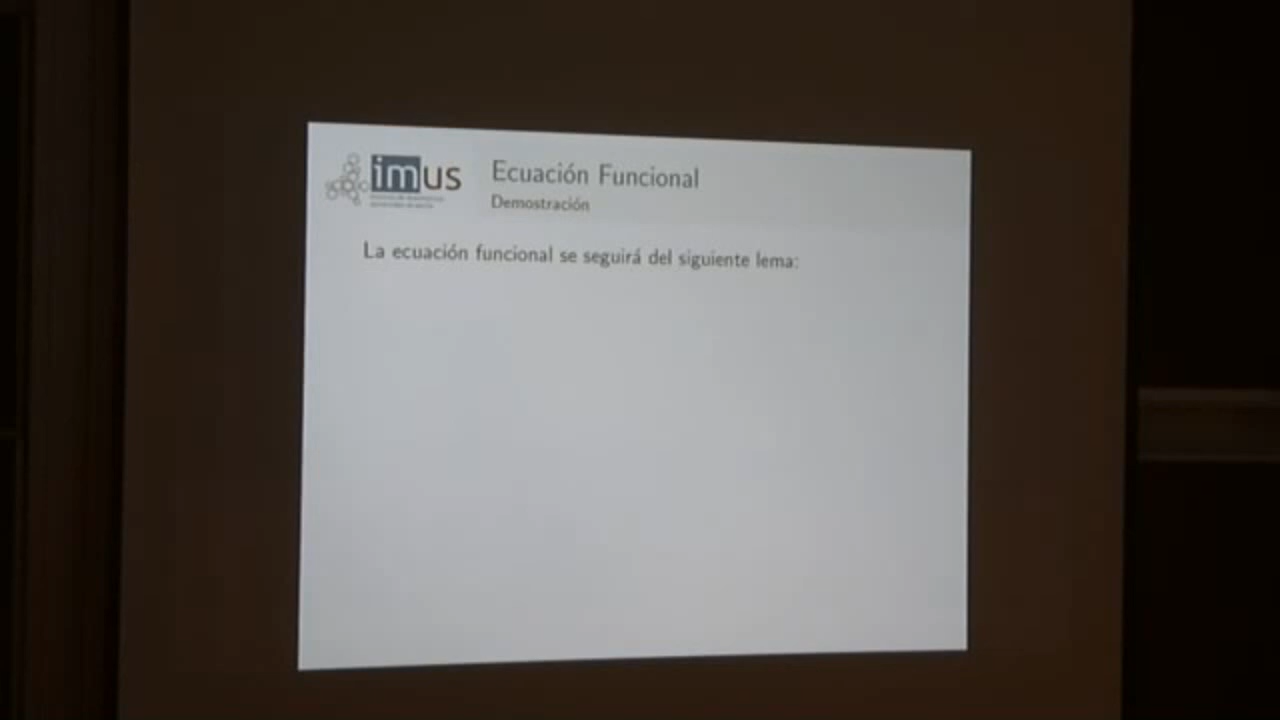 imus
Ecuación Funcional
Demostración
La ecuación funcional se seguirá del siguiente lema: